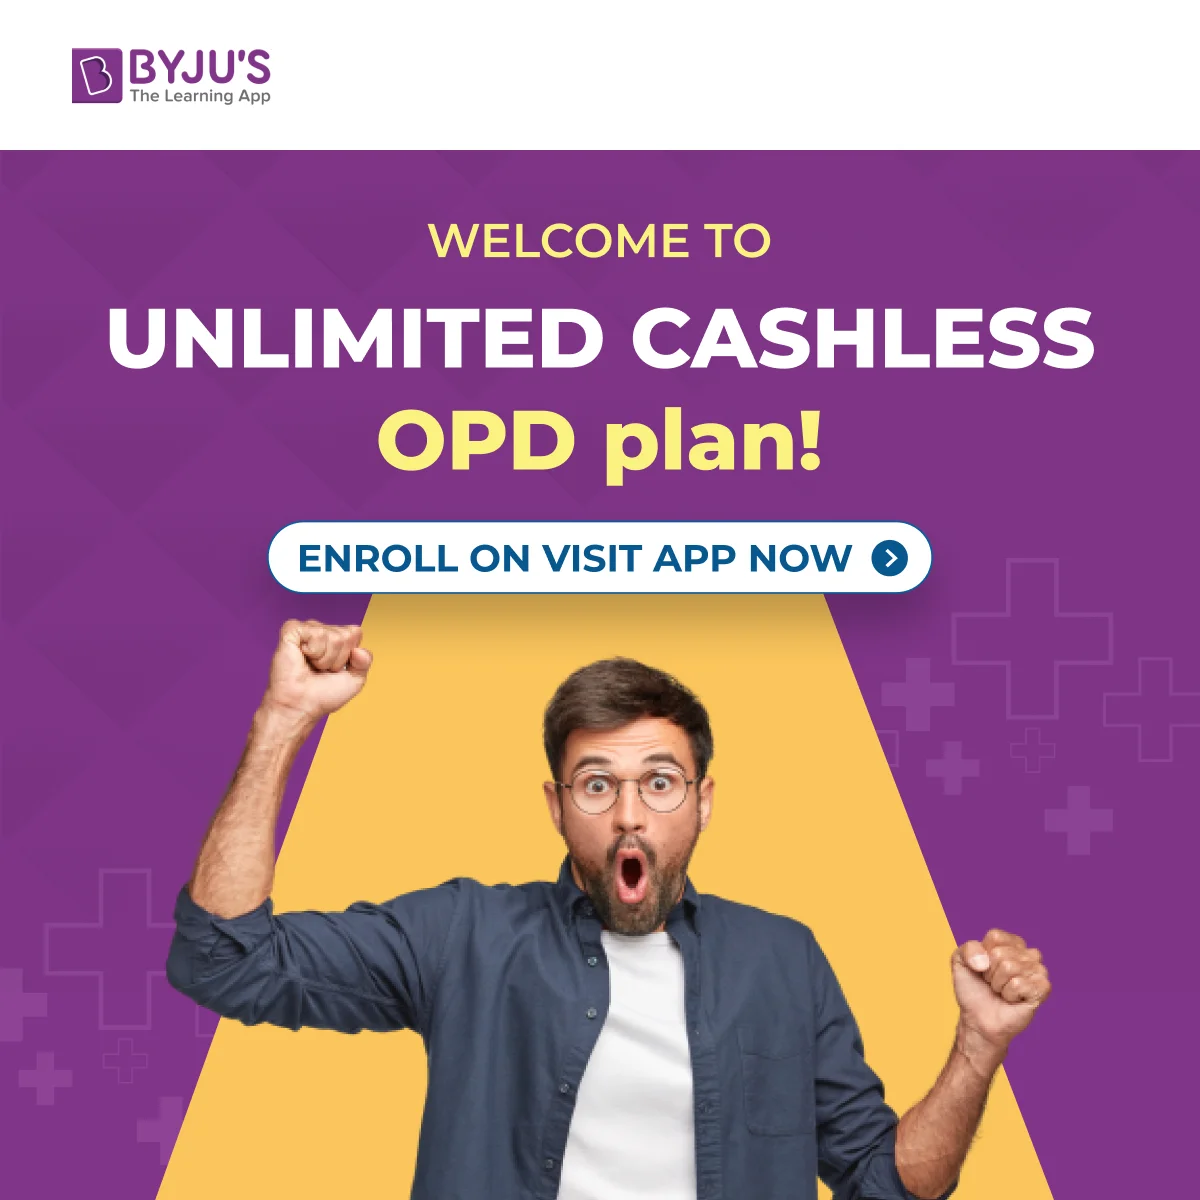 BYJU'S
The Learning App
WELCOME TO
UNLIMITED CASHLESS
OPD plan!
ENROLL ON VISIT APP NOW